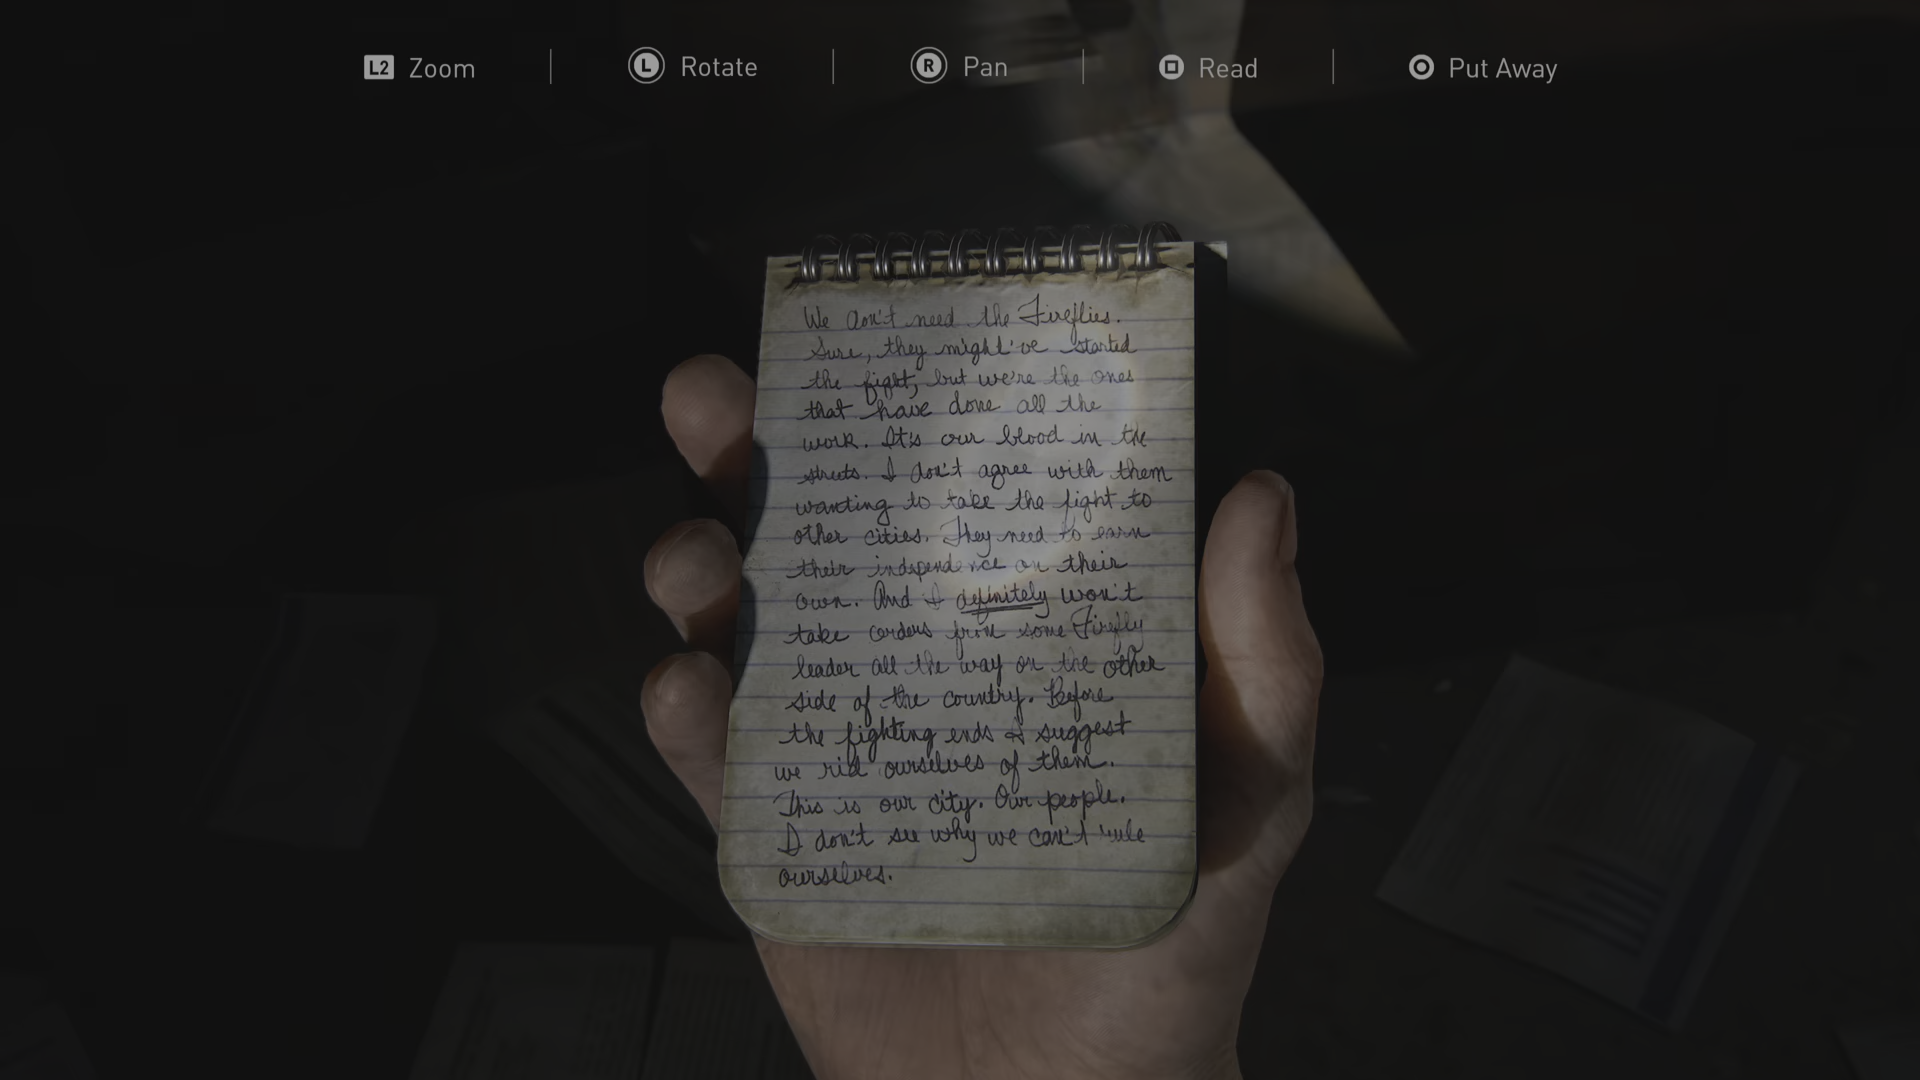 L2 Zoom L Rotate R Pan Read Put Away
We don't need the Fireflies.
Sure, they might've started
the fight, but we're the ones
that have done all the
work. It's our blood in the
streets. I don't agree with them
wanting to take the fight to
other cities. They need to earn
their independence on their
own. And I definitely won't
take orders from some Firefly
leader all the way on the other
side of the country. Before
the fighting ends I suggest
we rid ourselves of them.
This is our city. Our people.
I don't see why we can't rule
ourselves.